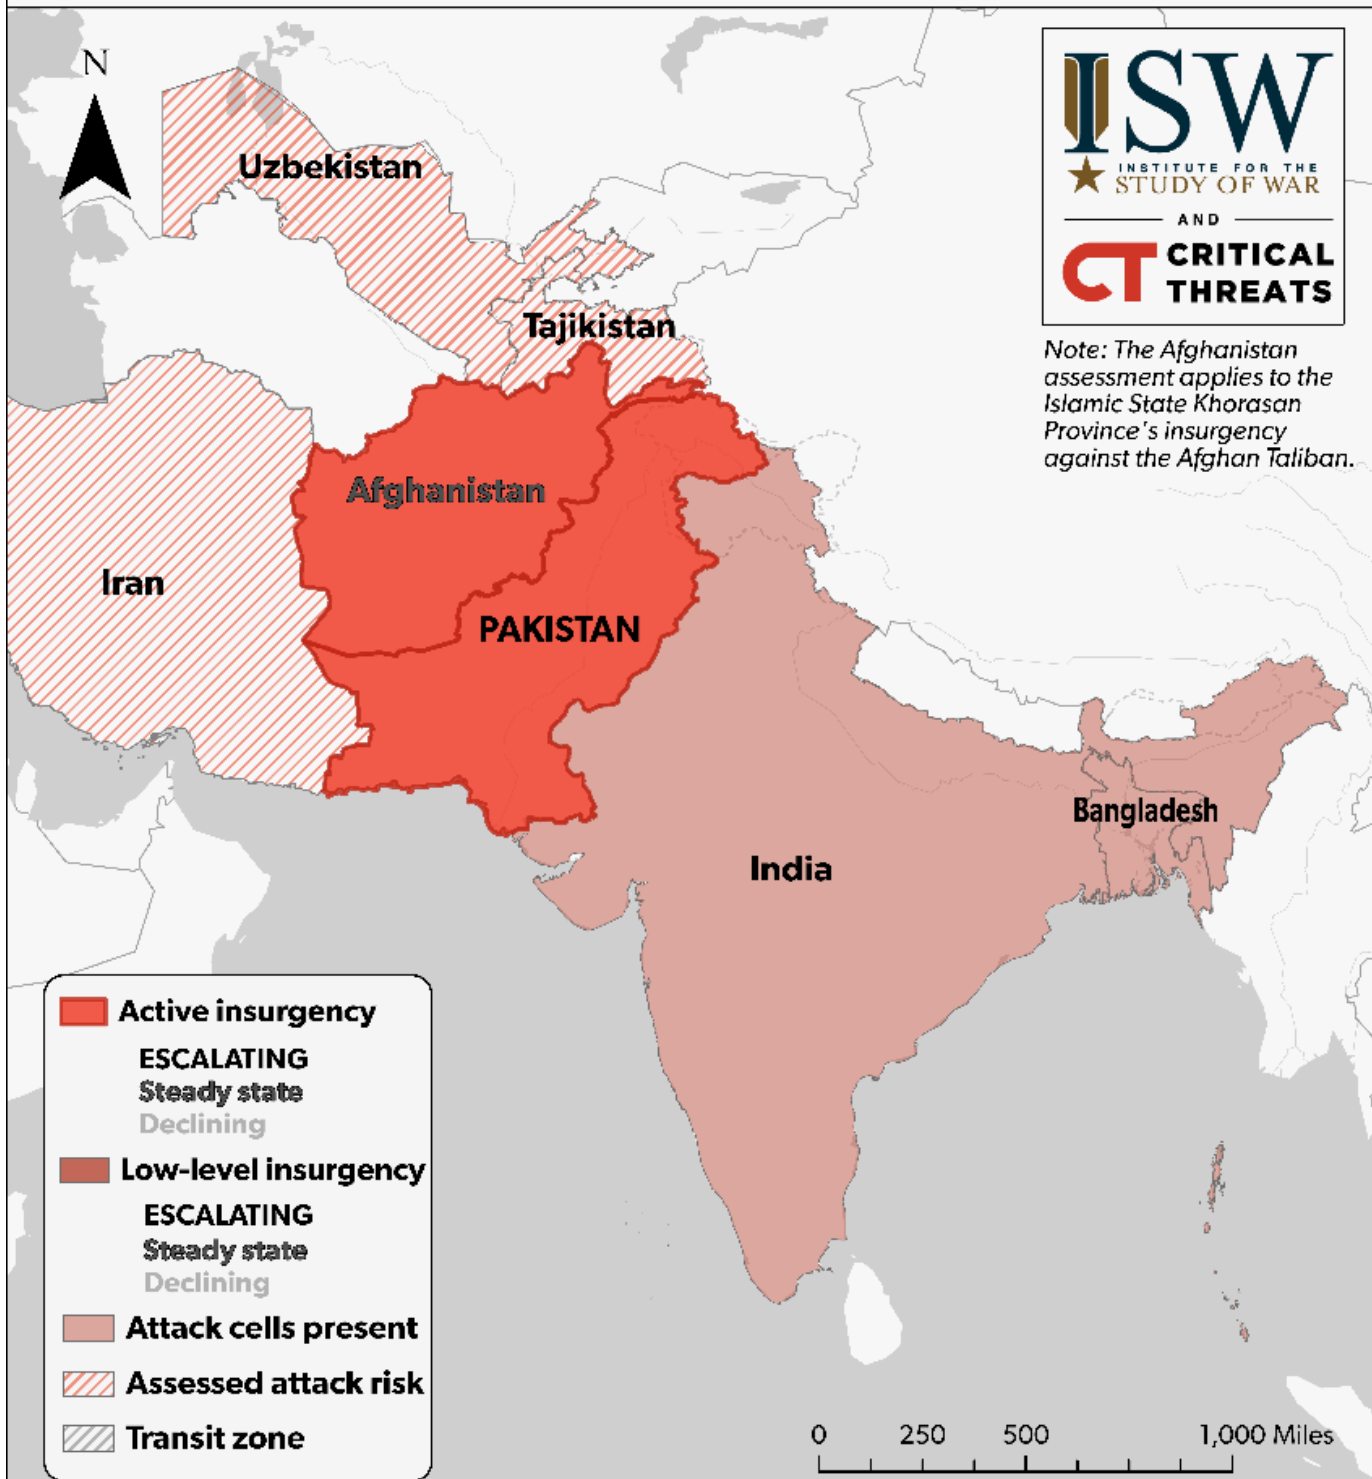 N
ISW
INSTITUTE FOR THE
STUDY OF WAR
AND
CT CRITICAL
THREATS
Note: The Afghanistan
assessment applies to the
Islamic State Khorasan
Province's insurgency
against the Afghan Taliban.
Uzbekistan
Tajikistan
Afghanistan
Iran
PAKISTAN
Bangladesh
India
Active insurgency
ESCALATING
Steady state
Declining
Low-level insurgency
ESCALATING
Steady state
Declining
Attack cells present
Assessed attack risk
Transit zone
0 250 500 1,000 Miles